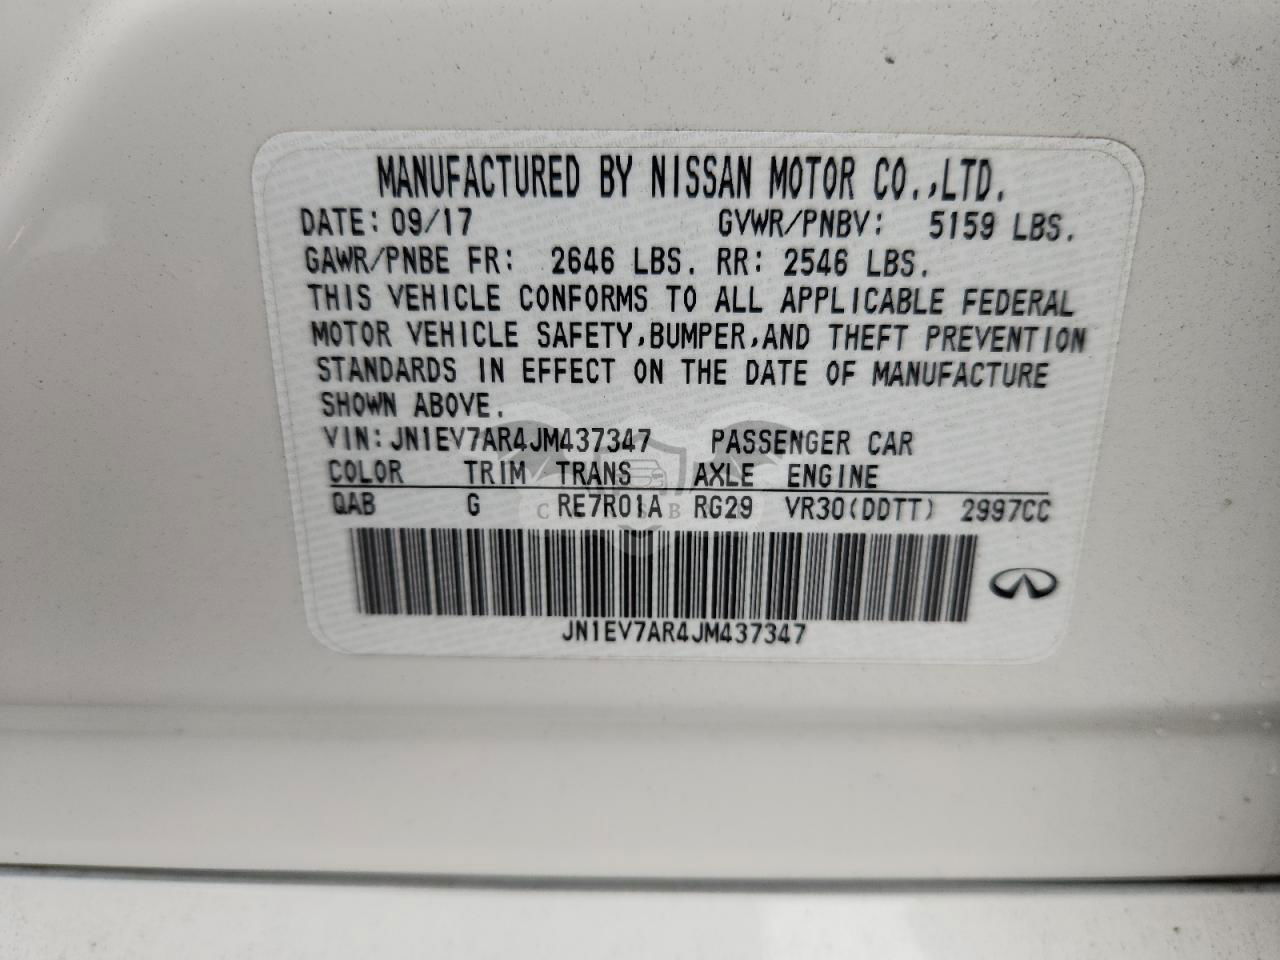 MANUFACTURED BY NISSAN MOTOR CO.,LTD.
DATE: 09/17 GVWR/PNBV: 5159 LBS.
GAWR/PNBE FR: 2646 LBS. RR: 2546 LBS.
THIS VEHICLE CONFORMS TO ALL APPLICABLE FEDERAL
MOTOR VEHICLE SAFETY,BUMPER,AND THEFT PREVENTION
STANDARDS IN EFFECT ON THE DATE OF MANUFACTURE
SHOWN ABOVE.
VIN:JN1EV7AR4JM437347 PASSENGER CAR
COLOR TRIM TRANS AXLE ENGINE
QAB G RE7R01A RG29 VR30(DDTT) 2997CC
JN1EV7AR4JM437347